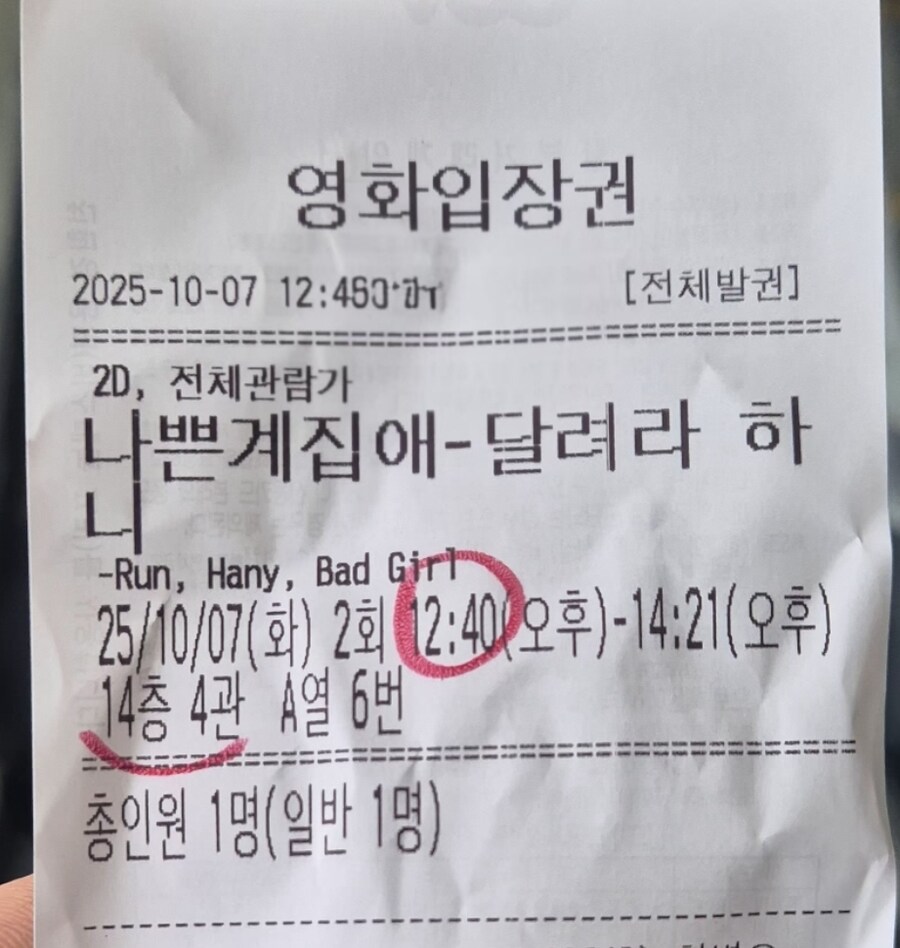 영화입장권
2025-10-07 [전체발권]
2D, 전체관람가
나쁜계집애-달려라 하
니
-Run, Hany, Bad Girl
25/10/07(화) 2회 12:40(오후)-14:21(오후)
14층 4관 A열 6번
총인원 1명(일반 1명)